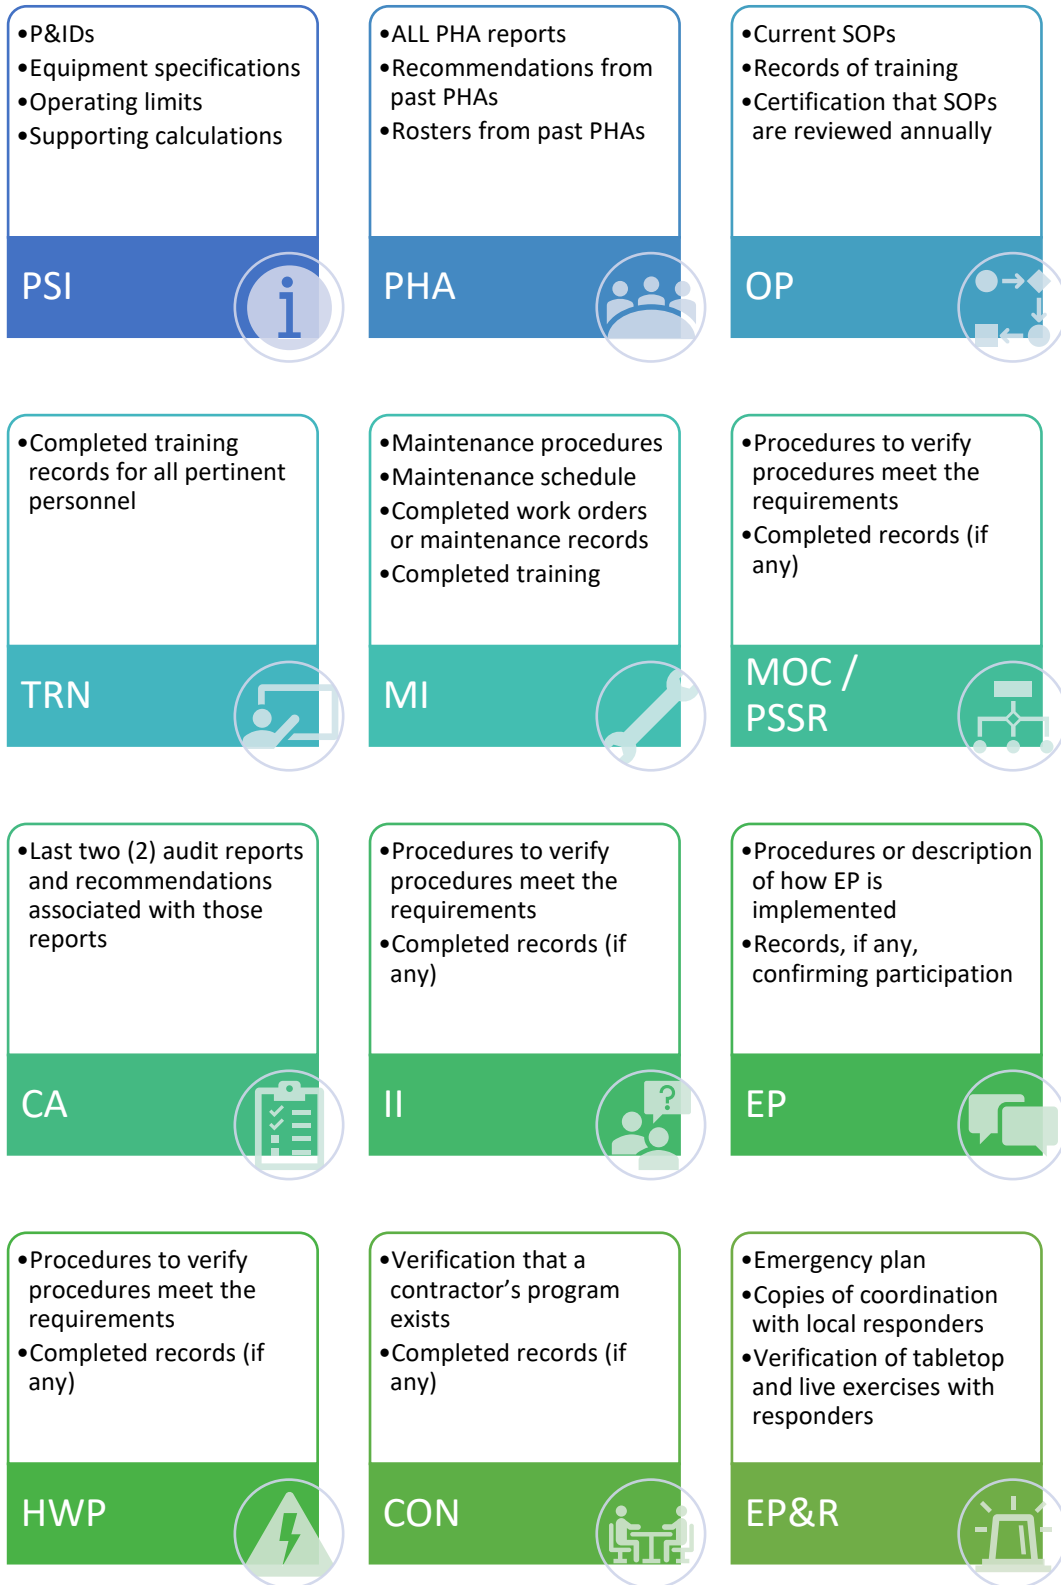 •P&IDs
•Equipment specifications
•Operating limits
•Supporting calculations
PSI
•ALL PHA reports
•Recommendations from
past PHAs
•Rosters from past PHAs
PHA
•Current SOPs
•Records of training
•Certification that SOPs
are reviewed annually
OP
•Completed training
records for all pertinent
personnel
TRN
•Maintenance procedures
•Maintenance schedule
•Completed work orders
or maintenance records
•Completed training
MI
•Procedures to verify
procedures meet the
requirements
•Completed records (if
any)
MOC /
PSSR
•Last two (2) audit reports
and recommendations
associated with those
reports
CA
•Procedures to verify
procedures meet the
requirements
•Completed records (if
any)
II
?
•Procedures or description
of how EP is
implemented
•Records, if any,
confirming participation
EP
•Procedures to verify
procedures meet the
requirements
•Completed records (if
any)
HWP
•Verification that a
contractor’s program
exists
•Completed records (if
any)
CON
•Emergency plan
•Copies of coordination
with local responders
•Verification of tabletop
and live exercises with
responders
EP&R